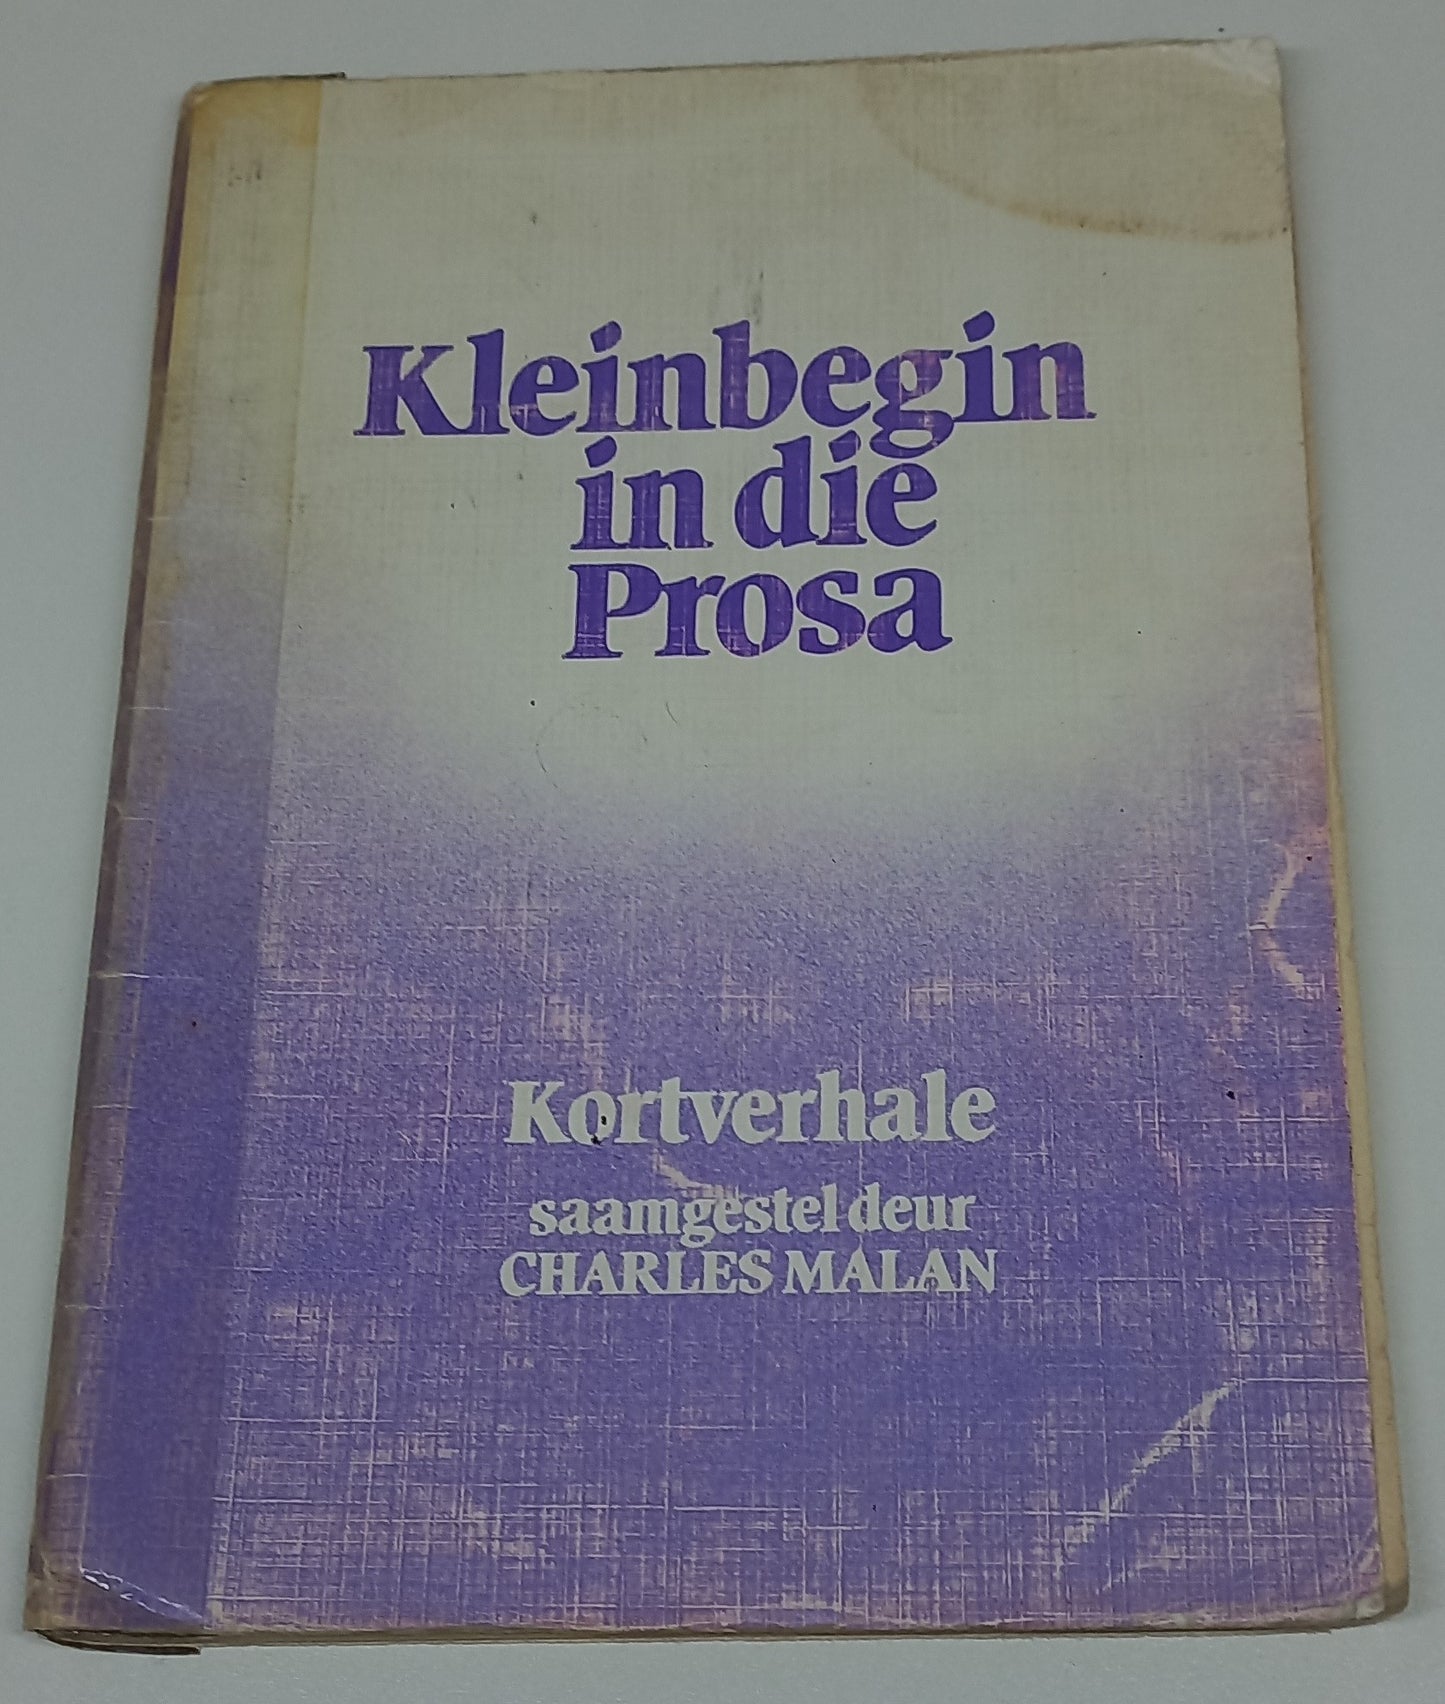 Kleinbegin
in die
Prosa
Kortverhale
saamgestel deur
CHARLES MALAN